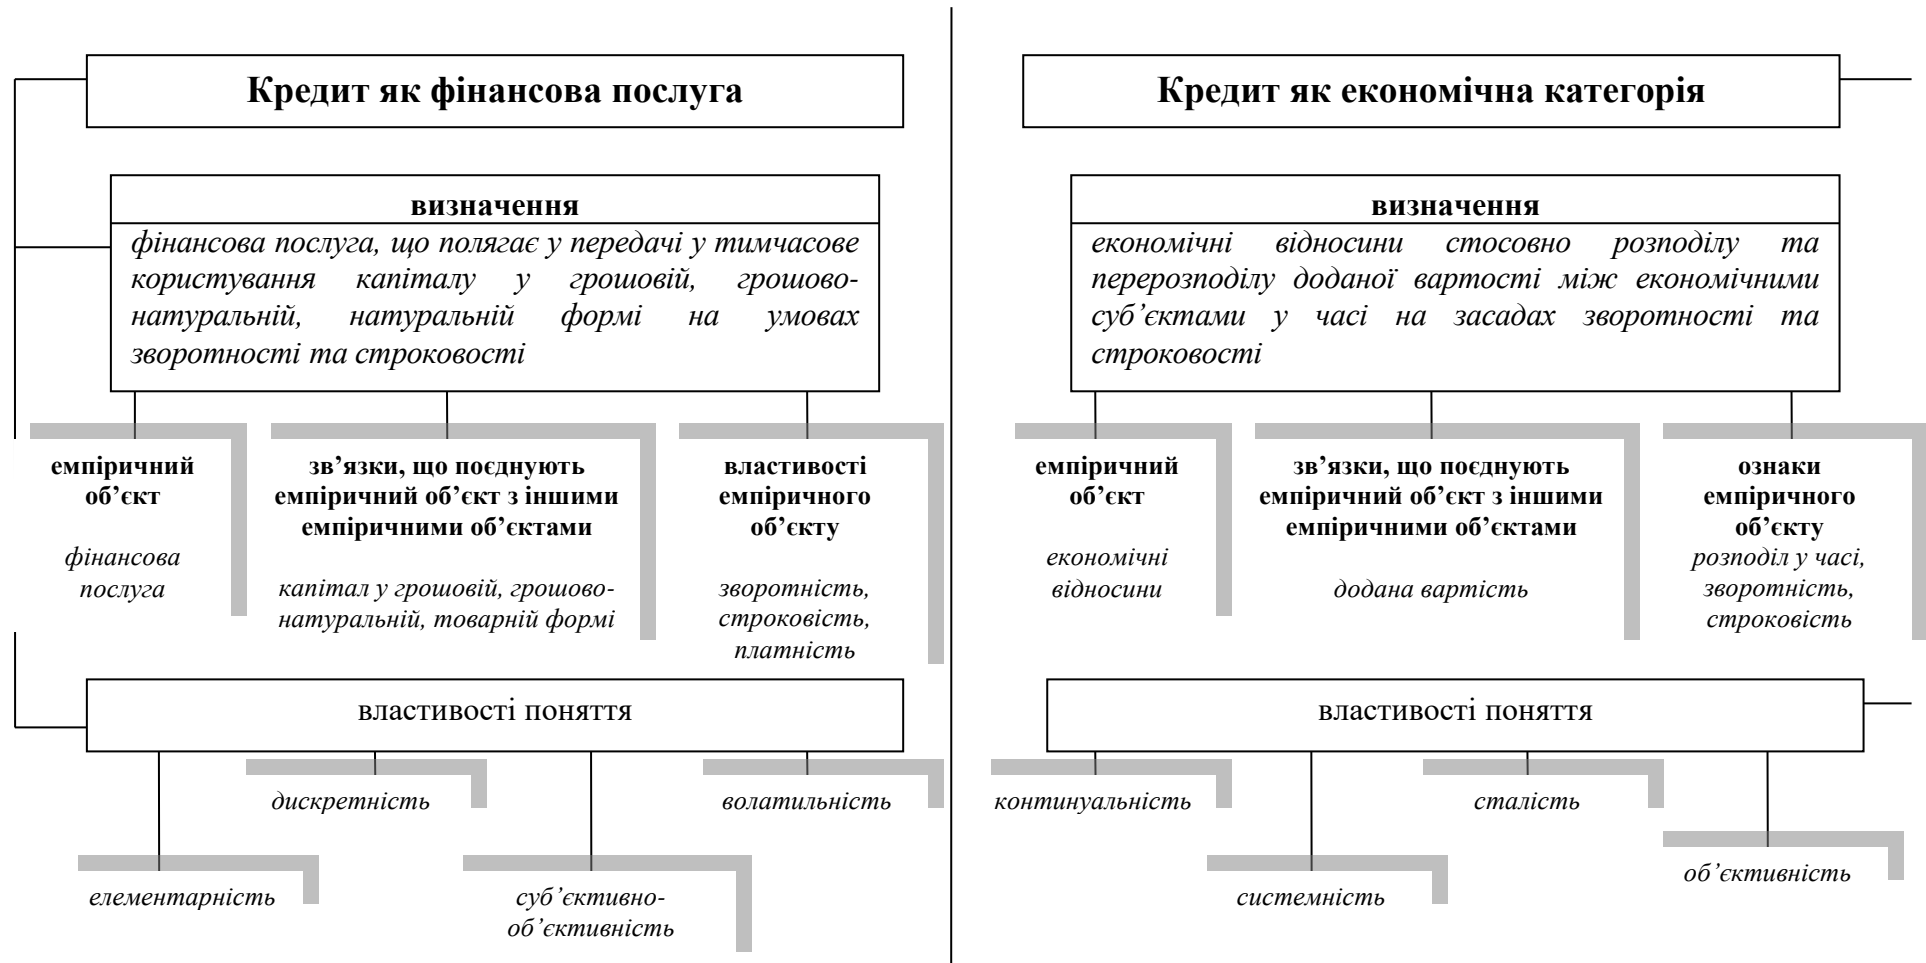 Кредит як фінансова послуга
визначення
фінансова послуга, що полягає у передачі у тимчасове
користування капіталу у грошовій, грошово-
натуральній, натуральній формі на умовах
зворотності та строковості
емпіричний
об’єкт
фінансова
послуга
зв’язки, що поєднують
емпіричний об’єкт з іншими
емпіричними об’єктами
капітал у грошовій, грошово-
натуральній, товарній формі
властивості
емпіричного
об’єкту
зворотність,
строковість,
платність
властивості поняття
дискретність
волатильність
елементарність
суб’єктивно-
об’єктивність
Кредит як економічна категорія
визначення
економічні відносини стосовно розподілу та
перерозподілу доданої вартості між економічними
суб’єктами у часі на засадах зворотності та
строковості
емпіричний
об’єкт
економічні
відносини
зв’язки, що поєднують
емпіричний об’єкт з іншими
емпіричними об’єктами
додана вартість
ознаки
емпіричного
об’єкту
розподіл у часі,
зворотність,
строковість
властивості поняття
континуальність
сталість
об’єктивність
системність